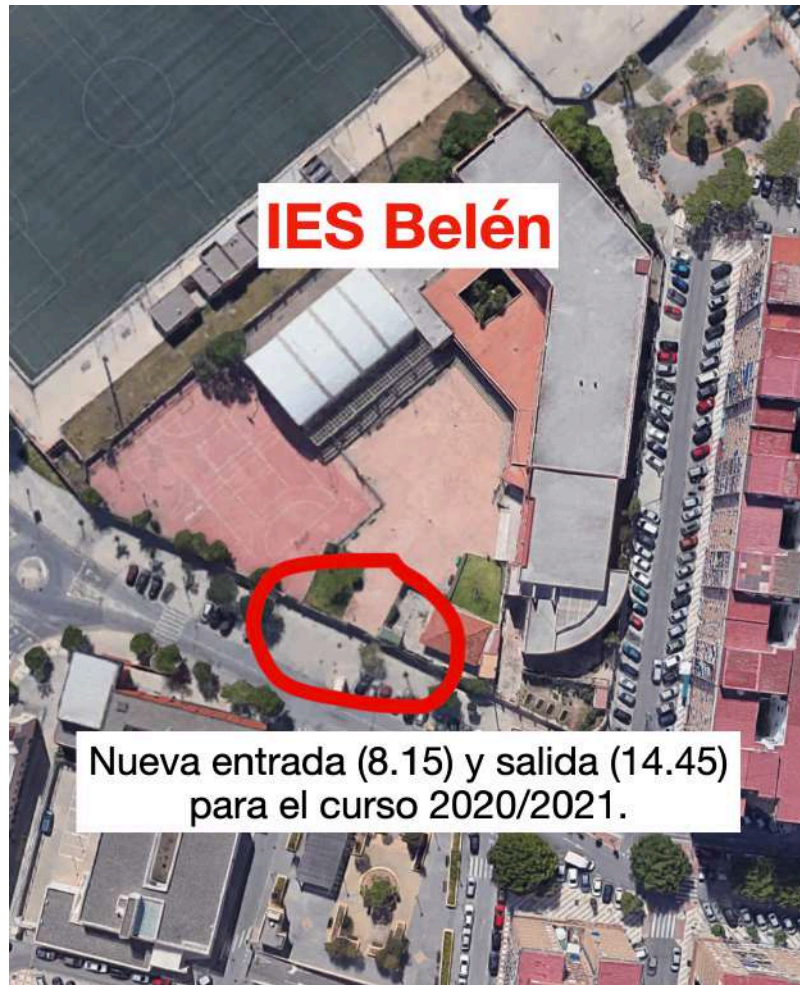 IES Belén
Nueva entrada (8.15) y salida (14.45)
para el curso 2020/2021.